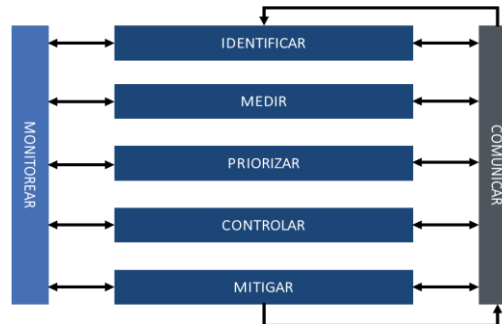 MONITOREAR
IDENTIFICAR
MEDIR
PRIORIZAR
CONTROLAR
MITIGAR
COMUNICAR